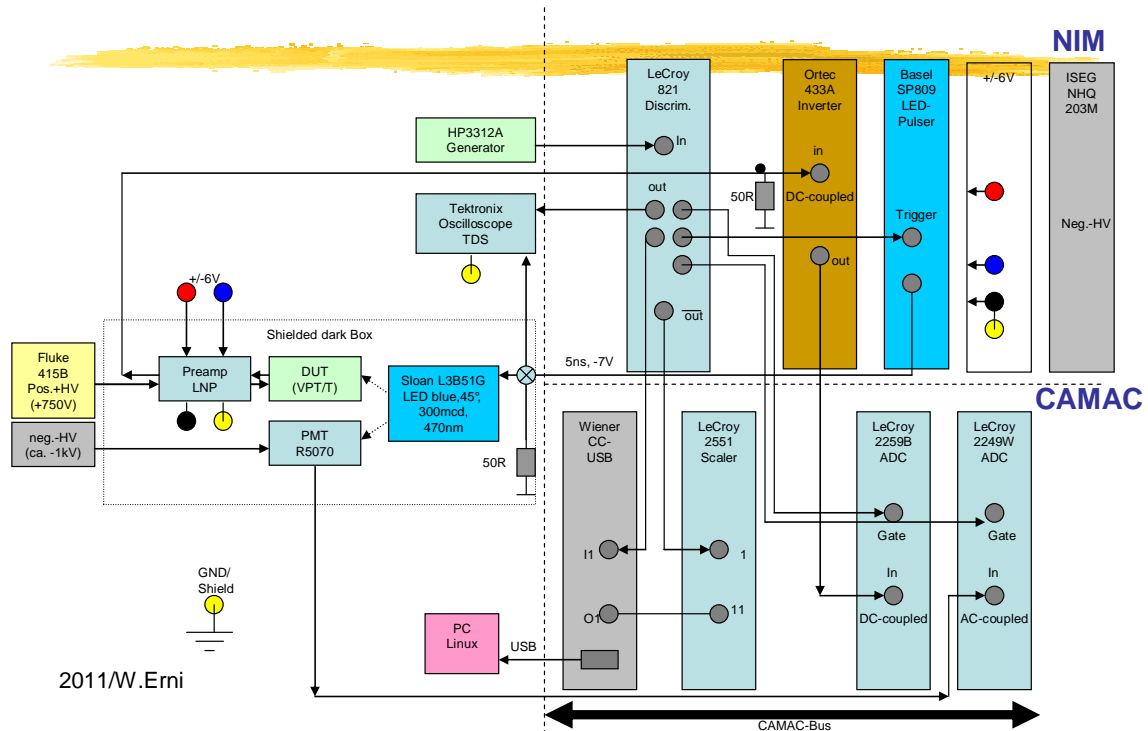 NIM
LeCroy
821
Discrim.
Ortec
433A
Inverter
Basel
SP809
LED-
Pulser
+/-6V
ISEG
NHQ
203M
HP3312A
Generator
In
in
out
50R
DC-coupled
Tektronix
Oscilloscope
TDS
Trigger
Neg.-HV
out
+/-6V
out
Shielded dark Box
5ns, -7V
Fluke
415B
Pos.+HV
(+750V)
Preamp
LNP
DUT
(VPT/T)
Sloan L3B51G
LED blue,45°,
300mcd,
470nm
CAMAC
neg.-HV
(ca. -1kV)
PMT
R5070
50R
Wiener
CC-
USB
LeCroy
2551
Scaler
LeCroy
2259B
ADC
LeCroy
2249W
ADC
Gate
Gate
I1
1
GND/
Shield
In
In
O1
11
DC-coupled
AC-coupled
PC
Linux
USB
2011/W.Erni
CAMAC-Bus